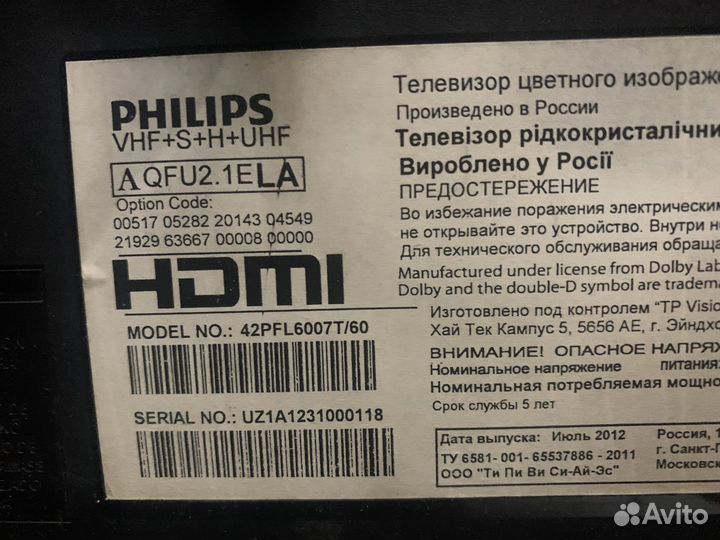 PHILIPS
VHF+S+H+UHF
A QFU2.1E LA
Option Code:
00517 05282 20143 04549
21929 63667 00008 00000
HDMI
MODEL NO.: 42PFL6007T/60
SERIAL NO.: UZ1A1231000118
Телевизор цветного изображе
Произведено в России
Телевізор рідкокристалічни
Вироблено у Росії
ПРЕДОСТЕРЕЖЕНИЕ
Во избежание поражения электрически
не открывайте это устройство. Внутри н
Для технического обслуживания обраща
Manufactured under license from Dolby Lab
Dolby and the double-D symbol are tradem
Изготовлено под контролем "TP Visio
Хай Тек Кампус 5, 5656 AE, г. Эйндхо
ВНИМАНИЕ! ОПАСНОЕ НАПРЯ
Номинальное напряжение питания:
Номинальная потребляемая мощно
Срок службы 5 лет
Дата выпуска: Июль 2012
ТУ 6581- 001- 65537886 - 2011
ООО "Ти Пи Ви Си-Ай-Эс"
Россия, 1
г. Санкт-
Московско
Avito